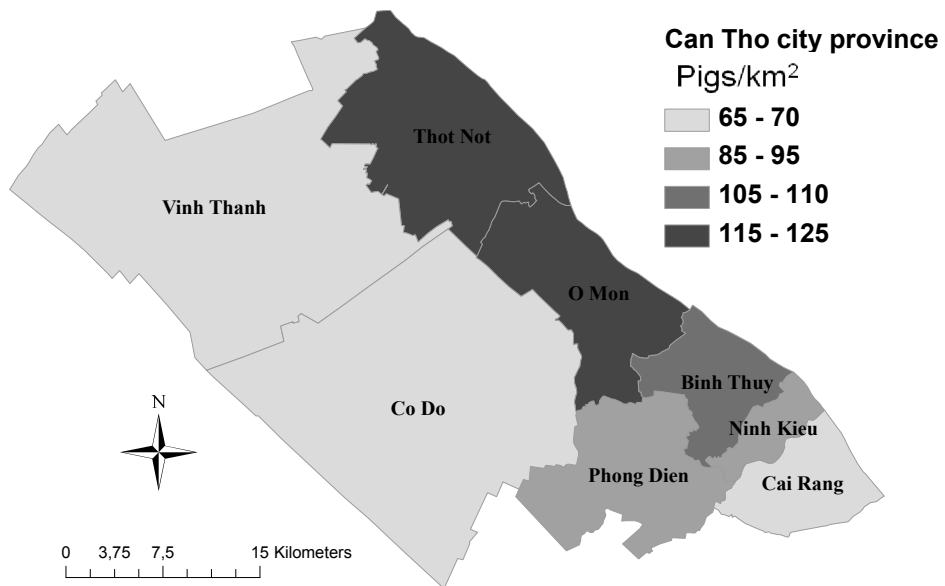 Can Tho city province
Pigs/km²
65 - 70
85 - 95
105 - 110
115 - 125
Thot Not
Vinh Thanh
O Mon
Binh Thuy
Co Do
N
Ninh Kieu
Phong Dien
Cai Rang
0 3,75 7,5 15 Kilometers